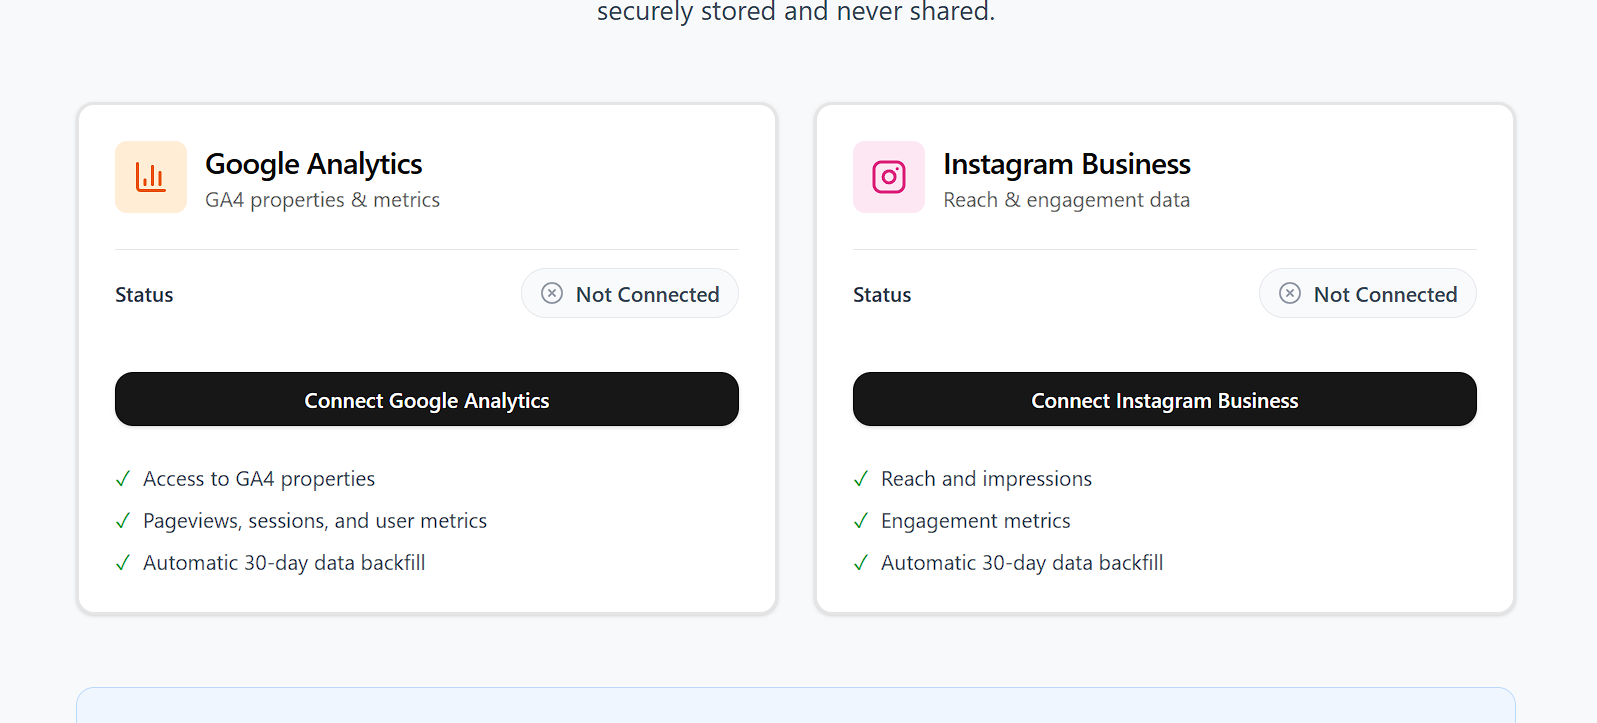 securely stored and never shared.
Google Analytics
GA4 properties & metrics
Status
Not Connected
Connect Google Analytics
✓ Access to GA4 properties
✓ Pageviews, sessions, and user metrics
✓ Automatic 30-day data backfill
Instagram Business
Reach & engagement data
Status
Not Connected
Connect Instagram Business
✓ Reach and impressions
✓ Engagement metrics
✓ Automatic 30-day data backfill